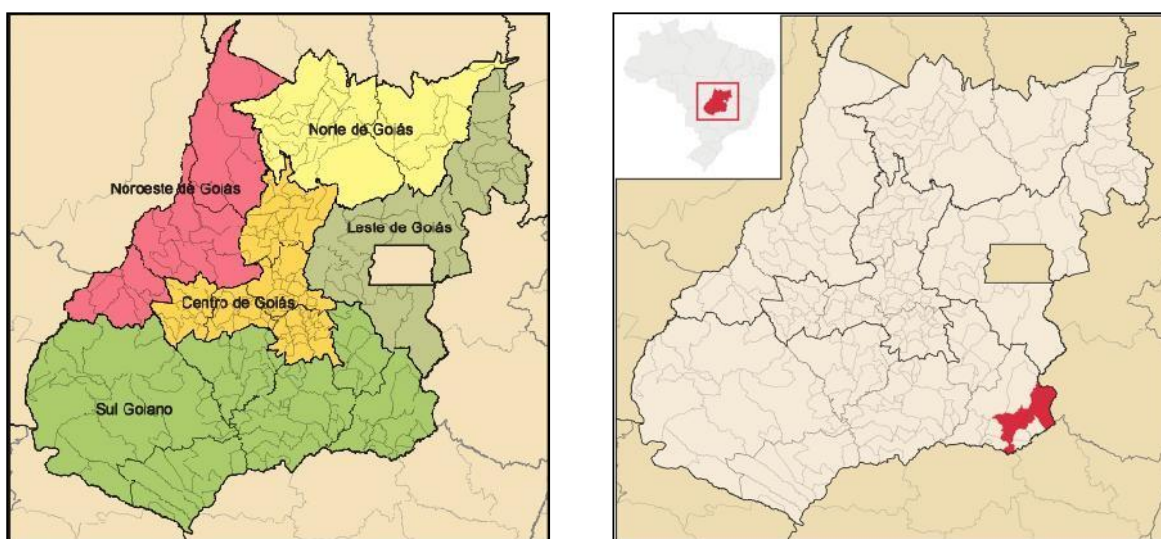 Norte de Goiás
Noroeste de Goiás
Leste de Goiás
Centro de Goiás
Sul Goiano